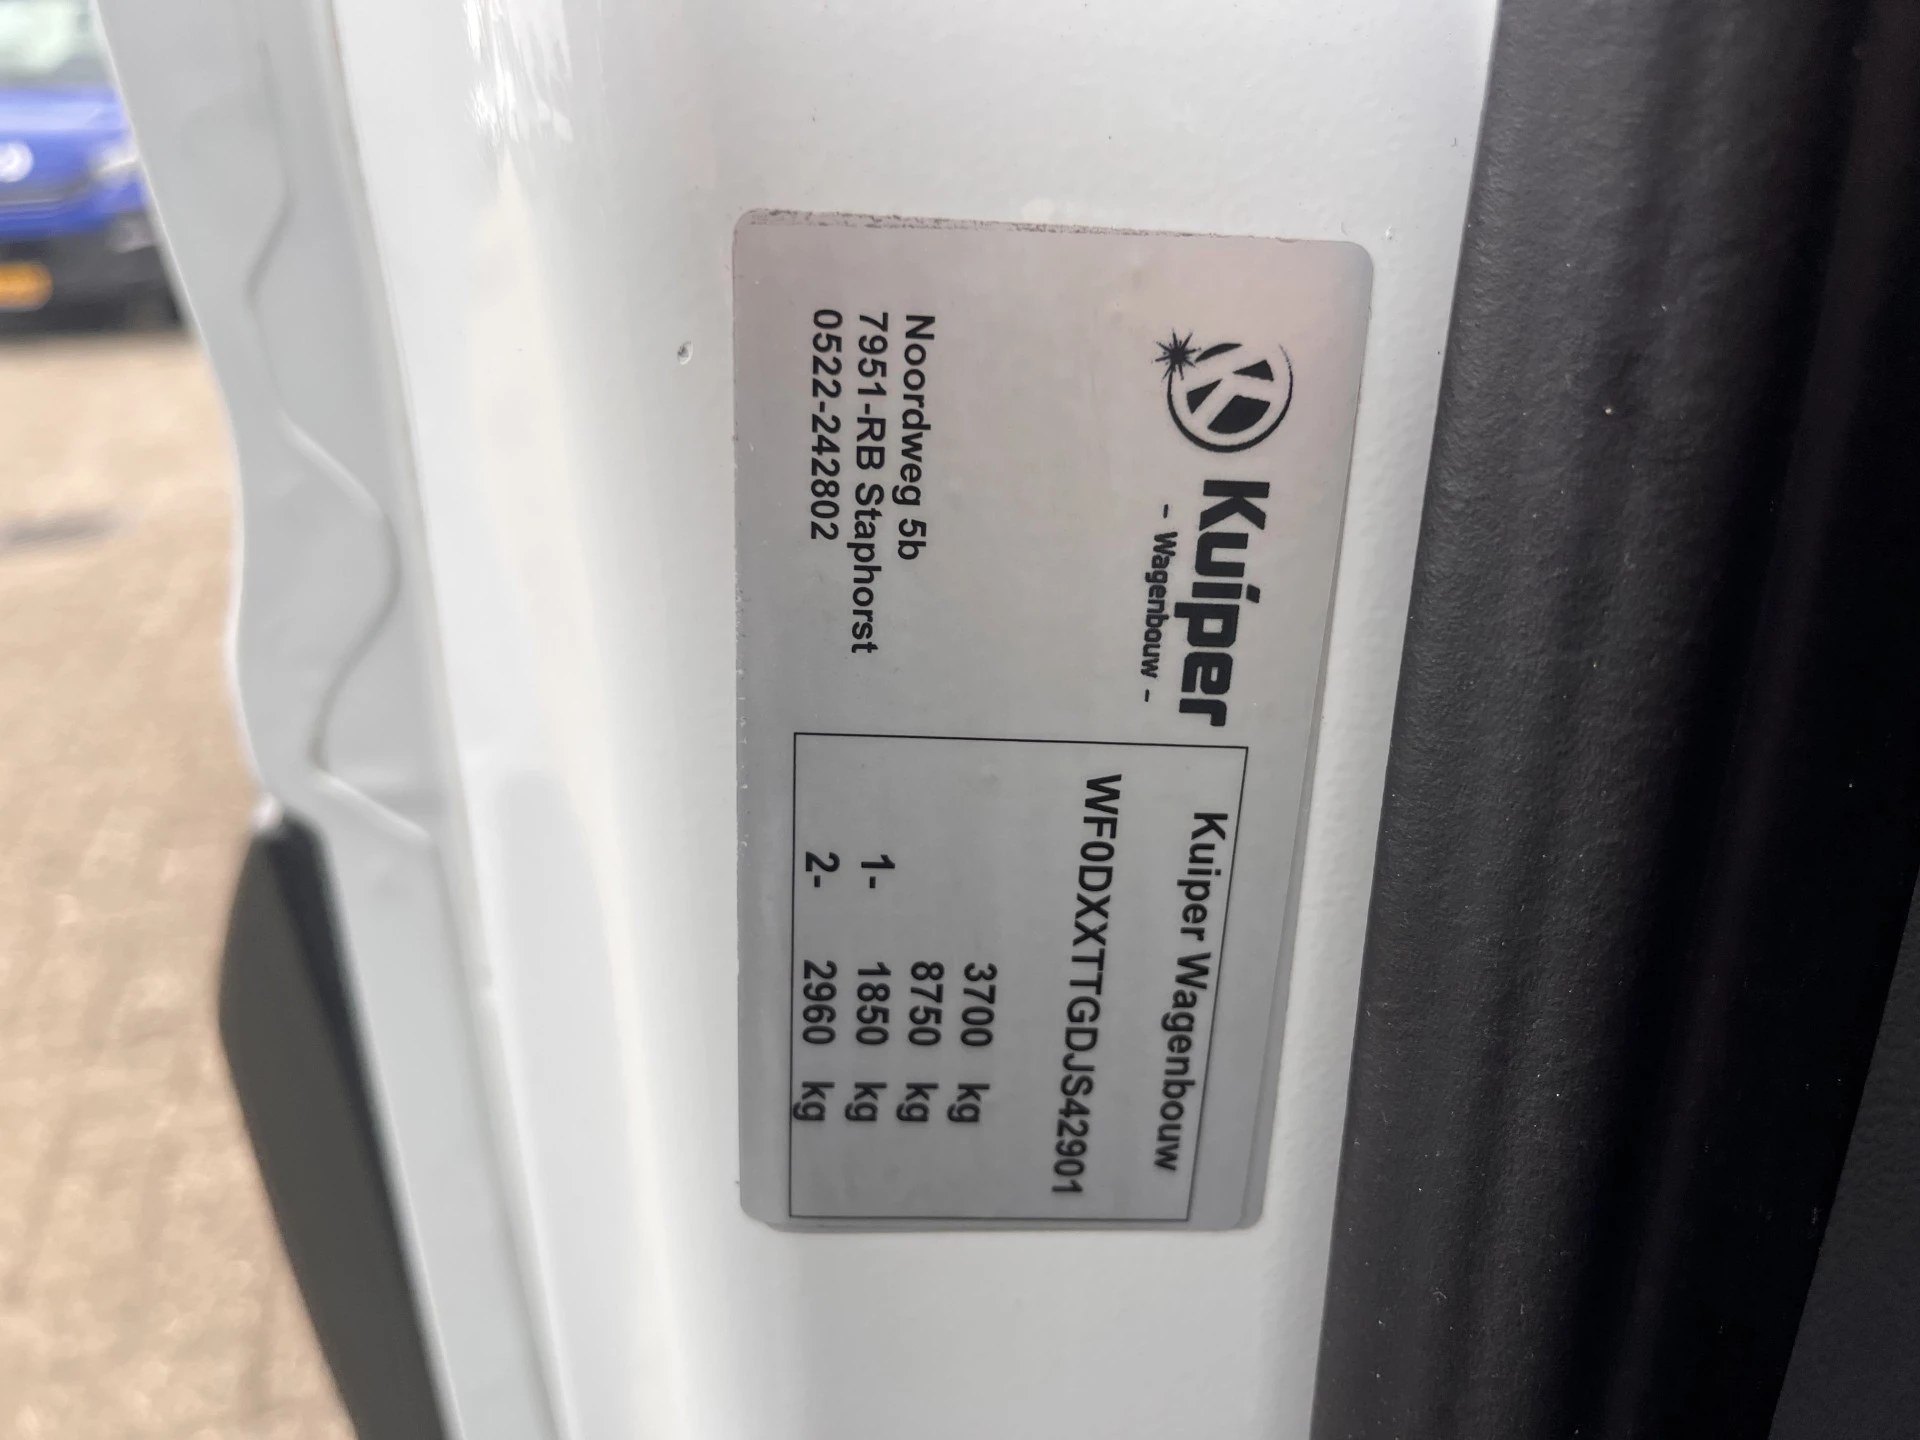 Kuiper
- Wagenbouw -
Noordweg 5b
7951-RB Staphorst
0522-242802
Kuiper Wagenbouw
WF0DXXTTGDJS42901
3700 kg
8750 kg
1- 1850 kg
2- 2960 kg